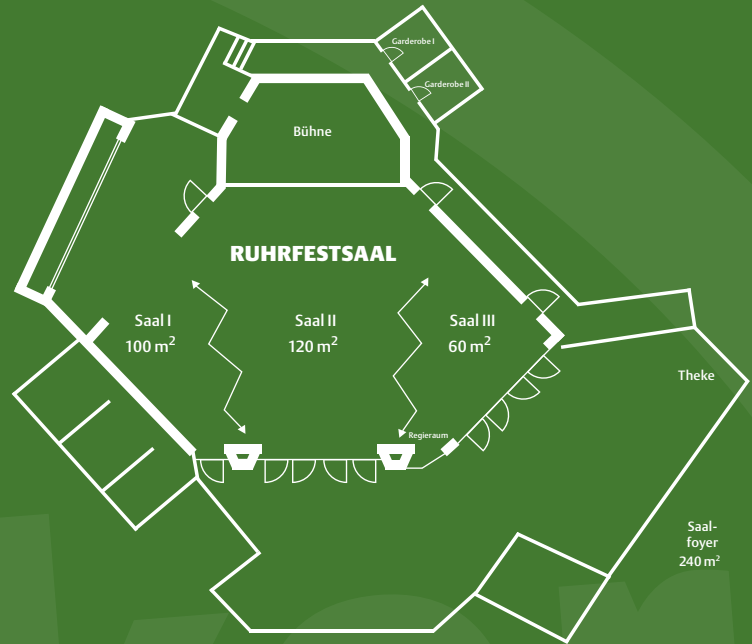 Garderobe I
Garderobe II
Bühne
RUHRFESTSAAL
Saal I
100 m²
Saal II
120 m²
Saal III
60 m²
Theke
Regieraum
Saal-
foyer
240 m²